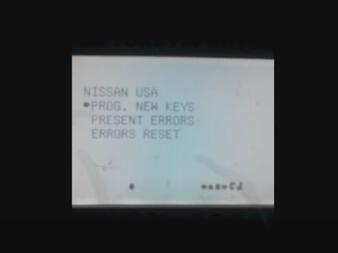 NISSAN USA
•PROG. NEW KEYS
PRESENT ERRORS
ERRORS RESET